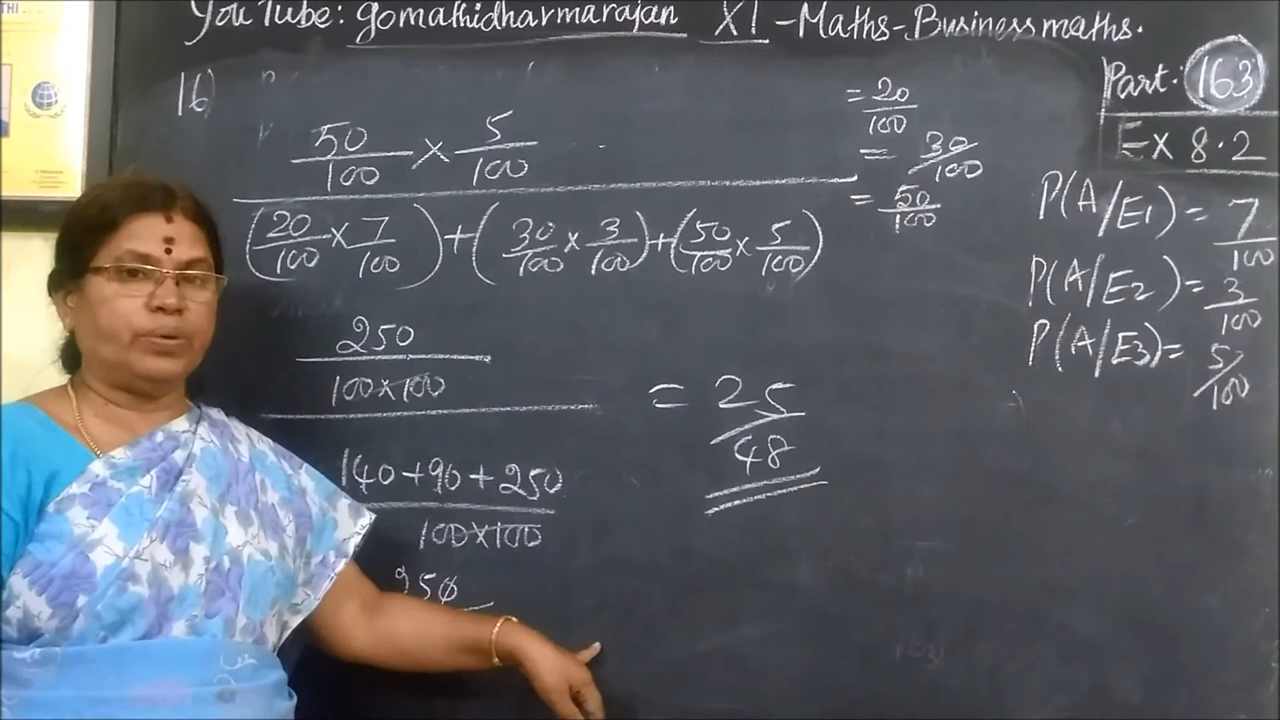 YouTube: gomathidharmarajan XI - Maths - Business maths.
Part: 163
Ex 8.2
16)
50/100 × 5/100
(20/100 × 7/100) + (30/100 × 3/100) + (50/100 × 5/100)
= 20/100
= 30/100
= 50/100
P(A/E1) = 7/100
P(A/E2) = 3/100
P(A/E3) = 5/100
250
100×100
140+90+250
100×100
250
= 25/48